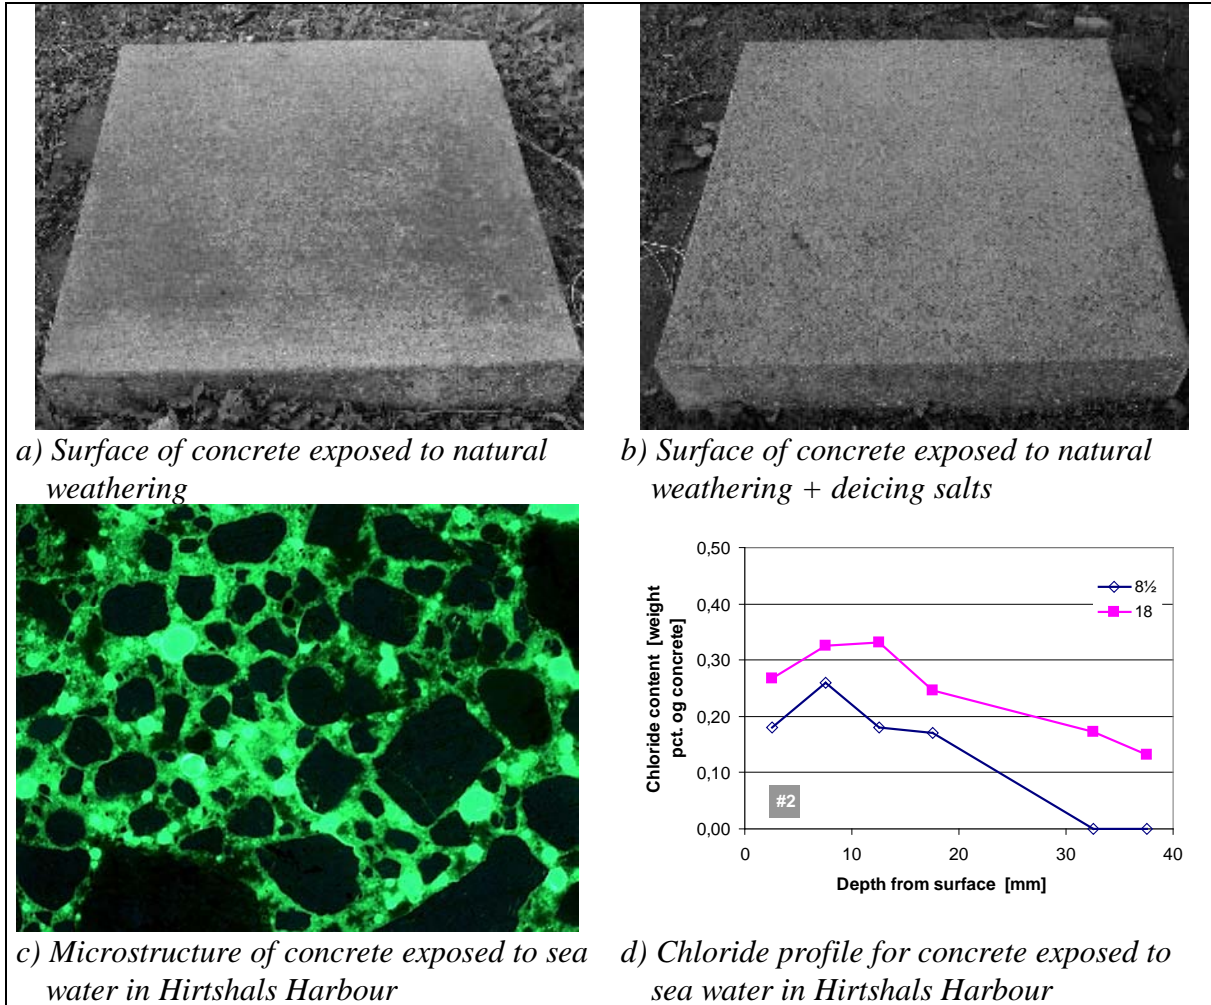 a) Surface of concrete exposed to natural
weathering
b) Surface of concrete exposed to natural
weathering + deicing salts
c) Microstructure of concrete exposed to sea
water in Hirtshals Harbour
0,50
0,40
0,30
0,20
0,10
0,00
0
10
20
30
40
Chloride content [weight
pct. og concrete]
Depth from surface [mm]
8½
18
#2
d) Chloride profile for concrete exposed to
sea water in Hirtshals Harbour